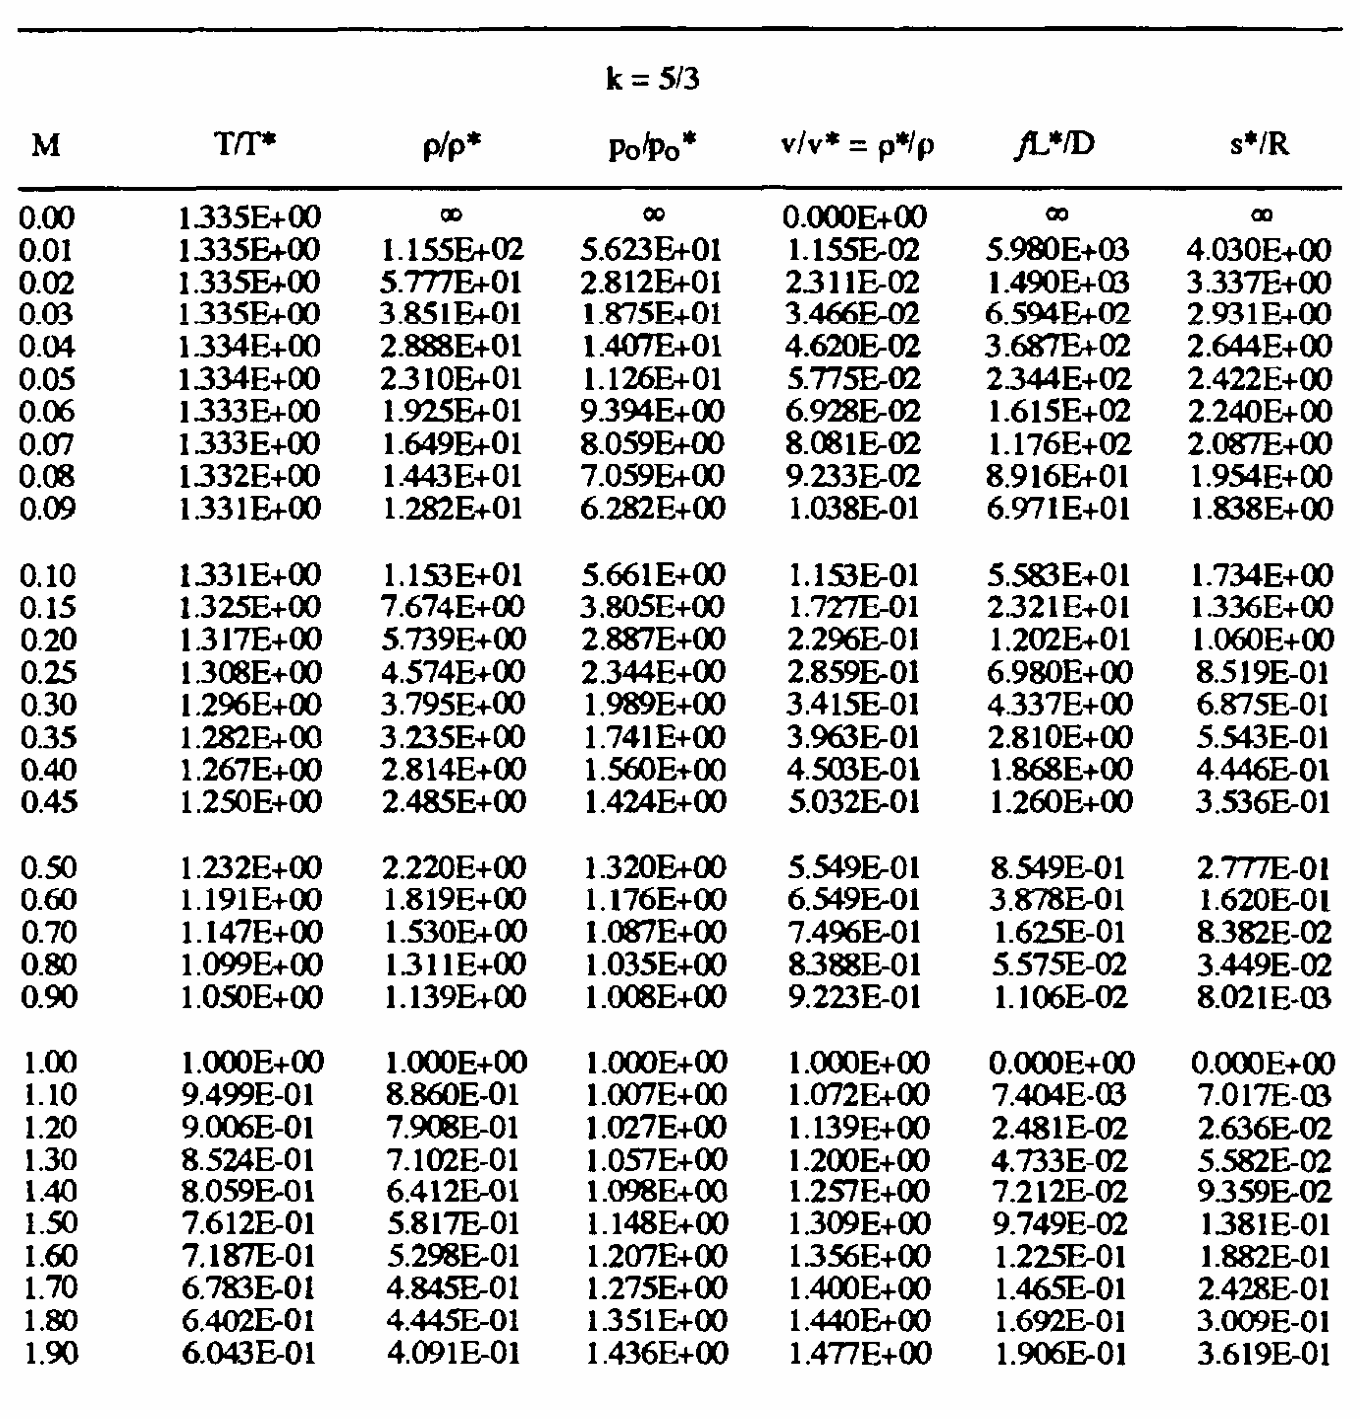 k = 5/3
M T/T* p/p* po/po* v/v* = ρ*/ρ fL*/D s*/R
0.00 1.335E+00 ∞ ∞ 0.000E+00 ∞ ∞
0.01 1.335E+00 1.155E+02 5.623E+01 1.155E-02 5.980E+03 4.030E+00
0.02 1.335E+00 5.777E+01 2.812E+01 2.311E-02 1.490E+03 3.337E+00
0.03 1.335E+00 3.851E+01 1.875E+01 3.466E-02 6.594E+02 2.931E+00
0.04 1.334E+00 2.888E+01 1.407E+01 4.620E-02 3.687E+02 2.644E+00
0.05 1.334E+00 2.310E+01 1.126E+01 5.775E-02 2.344E+02 2.422E+00
0.06 1.333E+00 1.925E+01 9.394E+00 6.928E-02 1.615E+02 2.240E+00
0.07 1.333E+00 1.649E+01 8.059E+00 8.081E-02 1.176E+02 2.087E+00
0.08 1.332E+00 1.443E+01 7.059E+00 9.233E-02 8.916E+01 1.954E+00
0.09 1.331E+00 1.282E+01 6.282E+00 1.038E-01 6.971E+01 1.838E+00
0.10 1.331E+00 1.153E+01 5.661E+00 1.153E-01 5.583E+01 1.734E+00
0.15 1.325E+00 7.674E+00 3.805E+00 1.727E-01 2.321E+01 1.336E+00
0.20 1.317E+00 5.739E+00 2.887E+00 2.296E-01 1.202E+01 1.060E+00
0.25 1.308E+00 4.574E+00 2.344E+00 2.859E-01 6.980E+00 8.519E-01
0.30 1.296E+00 3.795E+00 1.989E+00 3.415E-01 4.337E+00 6.875E-01
0.35 1.282E+00 3.235E+00 1.741E+00 3.963E-01 2.810E+00 5.543E-01
0.40 1.267E+00 2.814E+00 1.560E+00 4.503E-01 1.868E+00 4.446E-01
0.45 1.250E+00 2.485E+00 1.424E+00 5.032E-01 1.260E+00 3.536E-01
0.50 1.232E+00 2.220E+00 1.320E+00 5.549E-01 8.549E-01 2.777E-01
0.60 1.191E+00 1.819E+00 1.176E+00 6.549E-01 3.878E-01 1.620E-01
0.70 1.147E+00 1.530E+00 1.087E+00 7.496E-01 1.625E-01 8.382E-02
0.80 1.099E+00 1.311E+00 1.035E+00 8.388E-01 5.575E-02 3.449E-02
0.90 1.050E+00 1.139E+00 1.008E+00 9.223E-01 1.106E-02 8.021E-03
1.00 1.000E+00 1.000E+00 1.000E+00 1.000E+00 0.000E+00 0.000E+00
1.10 9.499E-01 8.860E-01 1.007E+00 1.072E+00 7.404E-03 7.017E-03
1.20 9.006E-01 7.908E-01 1.027E+00 1.139E+00 2.481E-02 2.636E-02
1.30 8.524E-01 7.102E-01 1.057E+00 1.200E+00 4.733E-02 5.582E-02
1.40 8.059E-01 6.412E-01 1.098E+00 1.257E+00 7.212E-02 9.359E-02
1.50 7.612E-01 5.817E-01 1.148E+00 1.309E+00 9.749E-02 1.381E-01
1.60 7.187E-01 5.298E-01 1.207E+00 1.356E+00 1.225E-01 1.882E-01
1.70 6.783E-01 4.845E-01 1.275E+00 1.400E+00 1.465E-01 2.428E-01
1.80 6.402E-01 4.445E-01 1.351E+00 1.440E+00 1.692E-01 3.009E-01
1.90 6.043E-01 4.091E-01 1.436E+00 1.477E+00 1.906E-01 3.619E-01